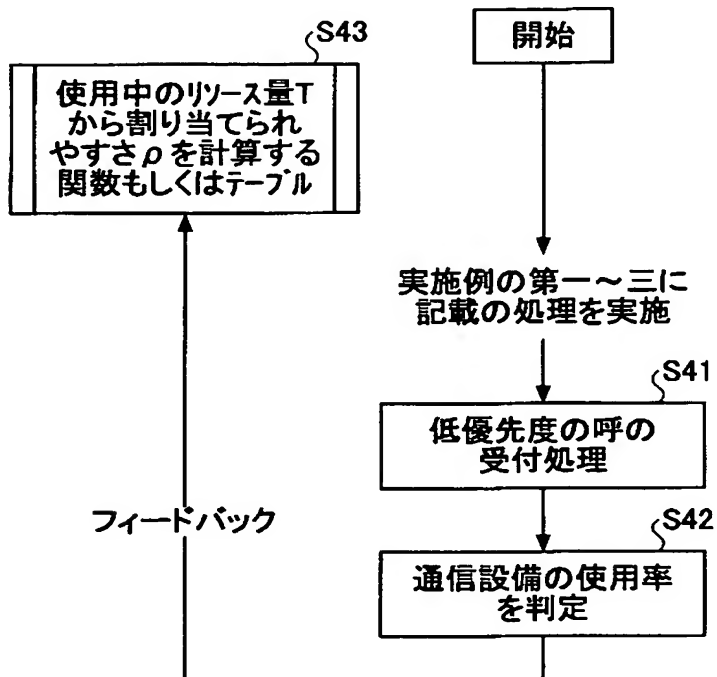 S43
使用中のリソース量T
から割り当てられ
やすさρを計算する
関数もしくはテーブル
開始
実施例の第一～三に
記載の処理を実施
S41
低優先度の呼の
受付処理
フィードバック
S42
通信設備の使用率
を判定